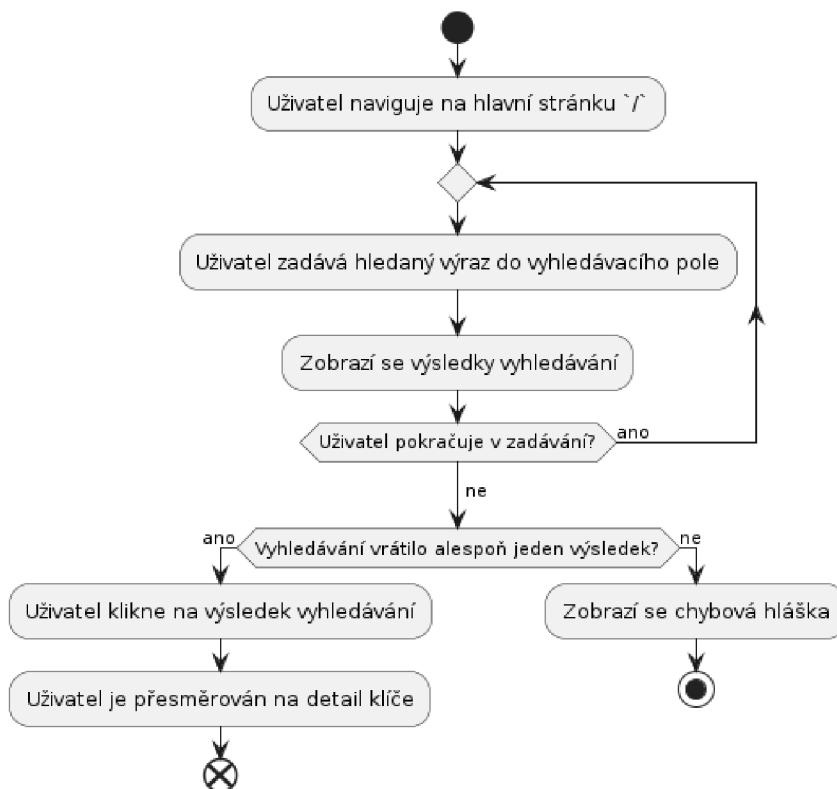 Uživatel naviguje na hlavní stránku `/`
Uživatel zadává hledaný výraz do vyhledávacího pole
Zobrazí se výsledky vyhledávání
Uživatel pokračuje v zadávání?
ano
ne
ano
Vyhledávání vrátilo alespoň jeden výsledek?
ne
Uživatel klikne na výsledek vyhledávání
Zobrazí se chybová hláška
Uživatel je přesměrován na detail klíče